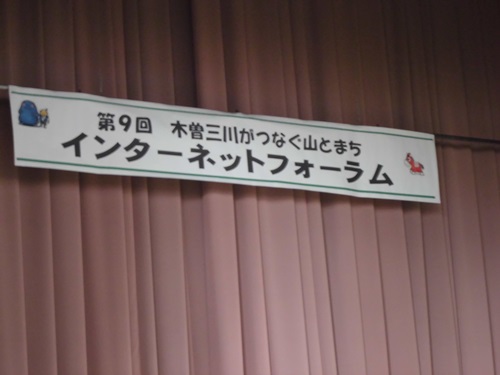 第9回 木曽三川がつなぐ山とまち
インターネットフォーラム